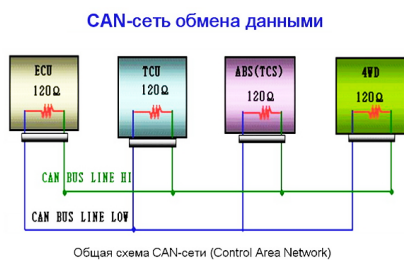 CAN-сеть обмена данными
ECU TCU ABS(TCS) 4WD
120Ω 120Ω 120Ω 120Ω
CAN BUS LINE HI
CAN BUS LINE LOW
Общая схема CAN-сети (Control Area Network)